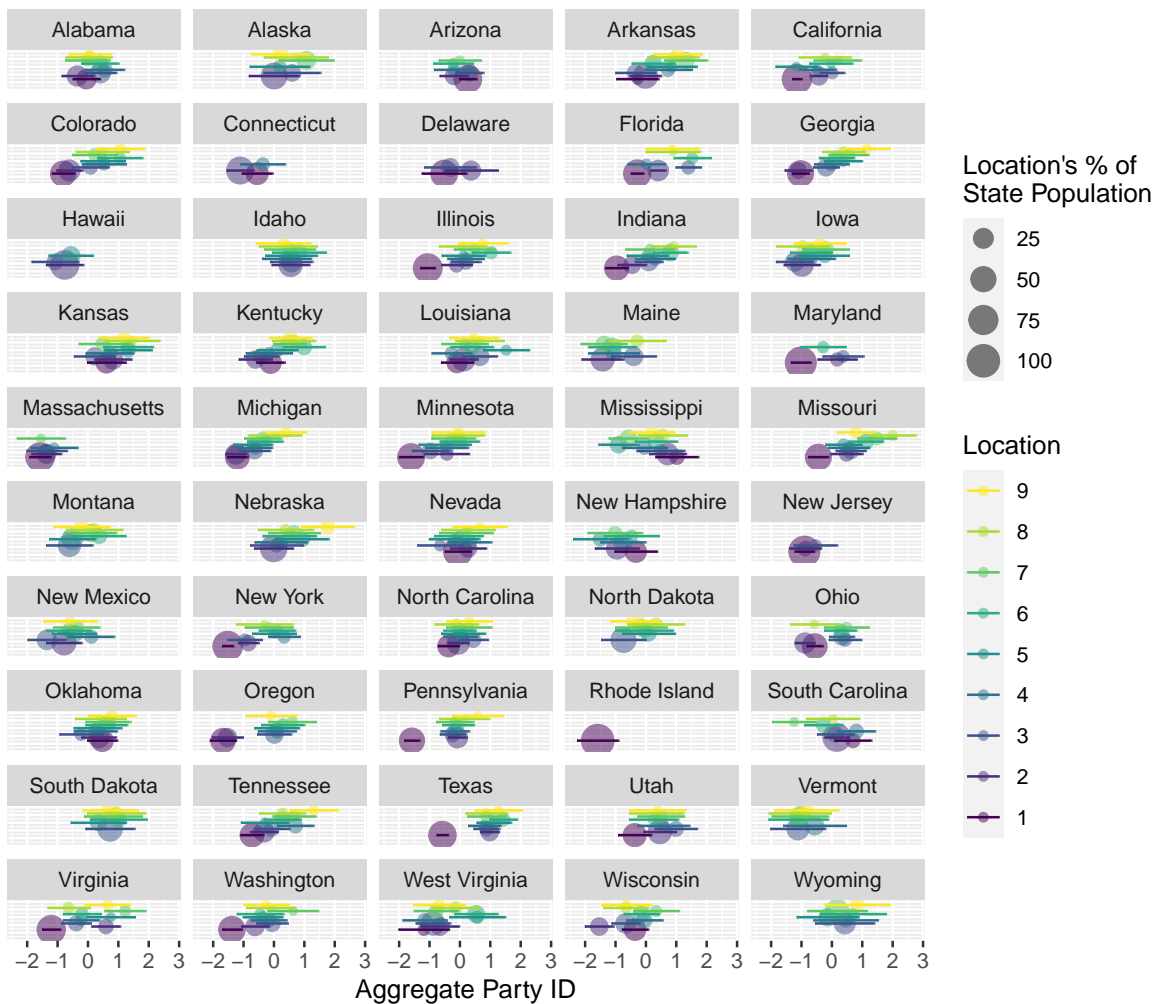 Alabama Alaska Arizona Arkansas California
Colorado Connecticut Delaware Florida Georgia
Hawaii Idaho Illinois Indiana Iowa
Kansas Kentucky Louisiana Maine Maryland
Massachusetts Michigan Minnesota Mississippi Missouri
Montana Nebraska Nevada New Hampshire New Jersey
New Mexico New York North Carolina North Dakota Ohio
Oklahoma Oregon Pennsylvania Rhode Island South Carolina
South Dakota Tennessee Texas Utah Vermont
Virginia Washington West Virginia Wisconsin Wyoming
−2 −1 0 1 2 3 −2 −1 0 1 2 3 −2 −1 0 1 2 3 −2 −1 0 1 2 3 −2 −1 0 1 2 3
Aggregate Party ID
Location's % of
State Population
25
50
75
100
Location
9
8
7
6
5
4
3
2
1